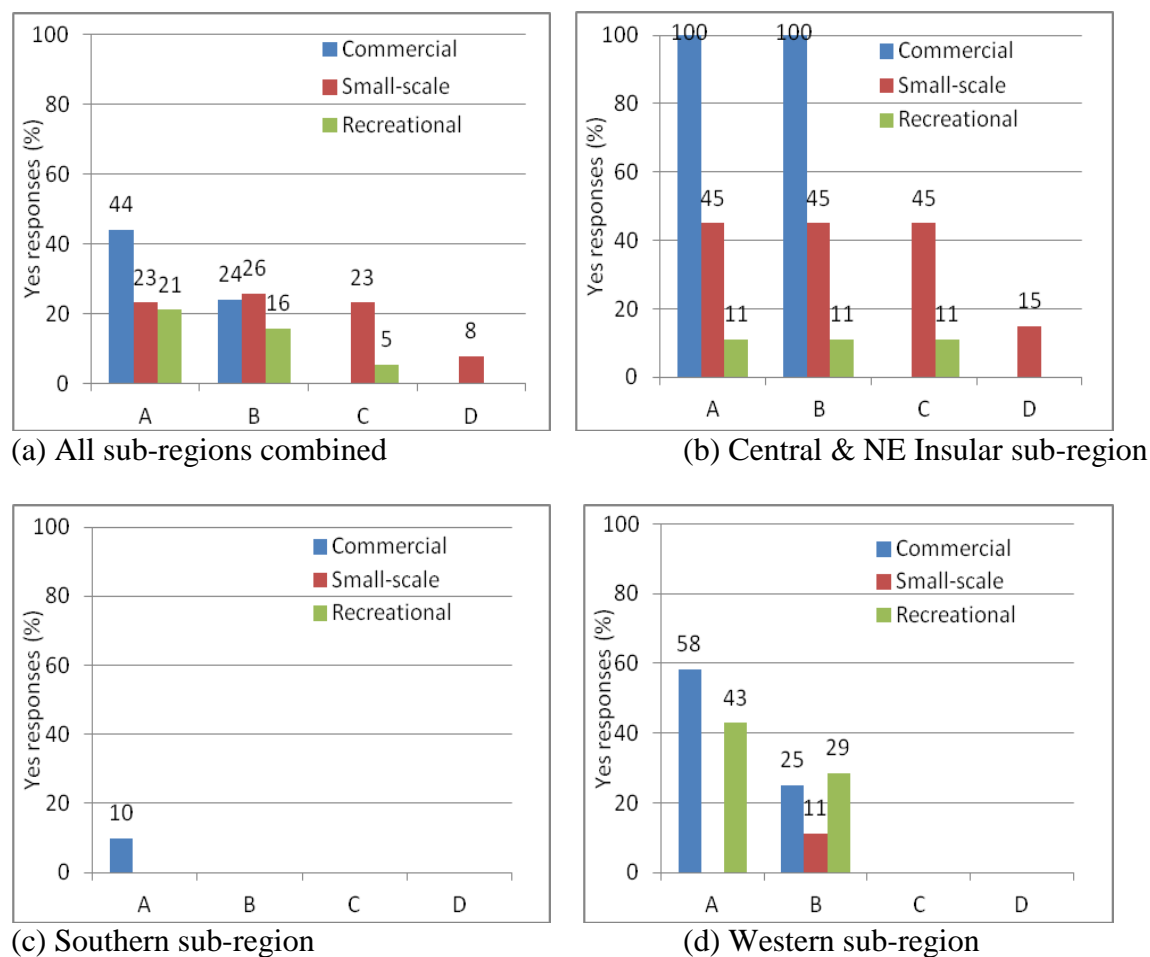 100
80
60
40
20
0
Yes responses (%)
Commercial
Small-scale
Recreational
44
23
21
24
26
16
23
5
8
A B C D
(a) All sub-regions combined
100
80
60
40
20
0
Yes responses (%)
Commercial
Small-scale
Recreational
100
45
11
100
45
11
45
11
15
A B C D
(b) Central & NE Insular sub-region
100
80
60
40
20
0
Yes responses (%)
Commercial
Small-scale
Recreational
10
A B C D
(c) Southern sub-region
100
80
60
40
20
0
Yes responses (%)
Commercial
Small-scale
Recreational
58
43
25
11
29
A B C D
(d) Western sub-region